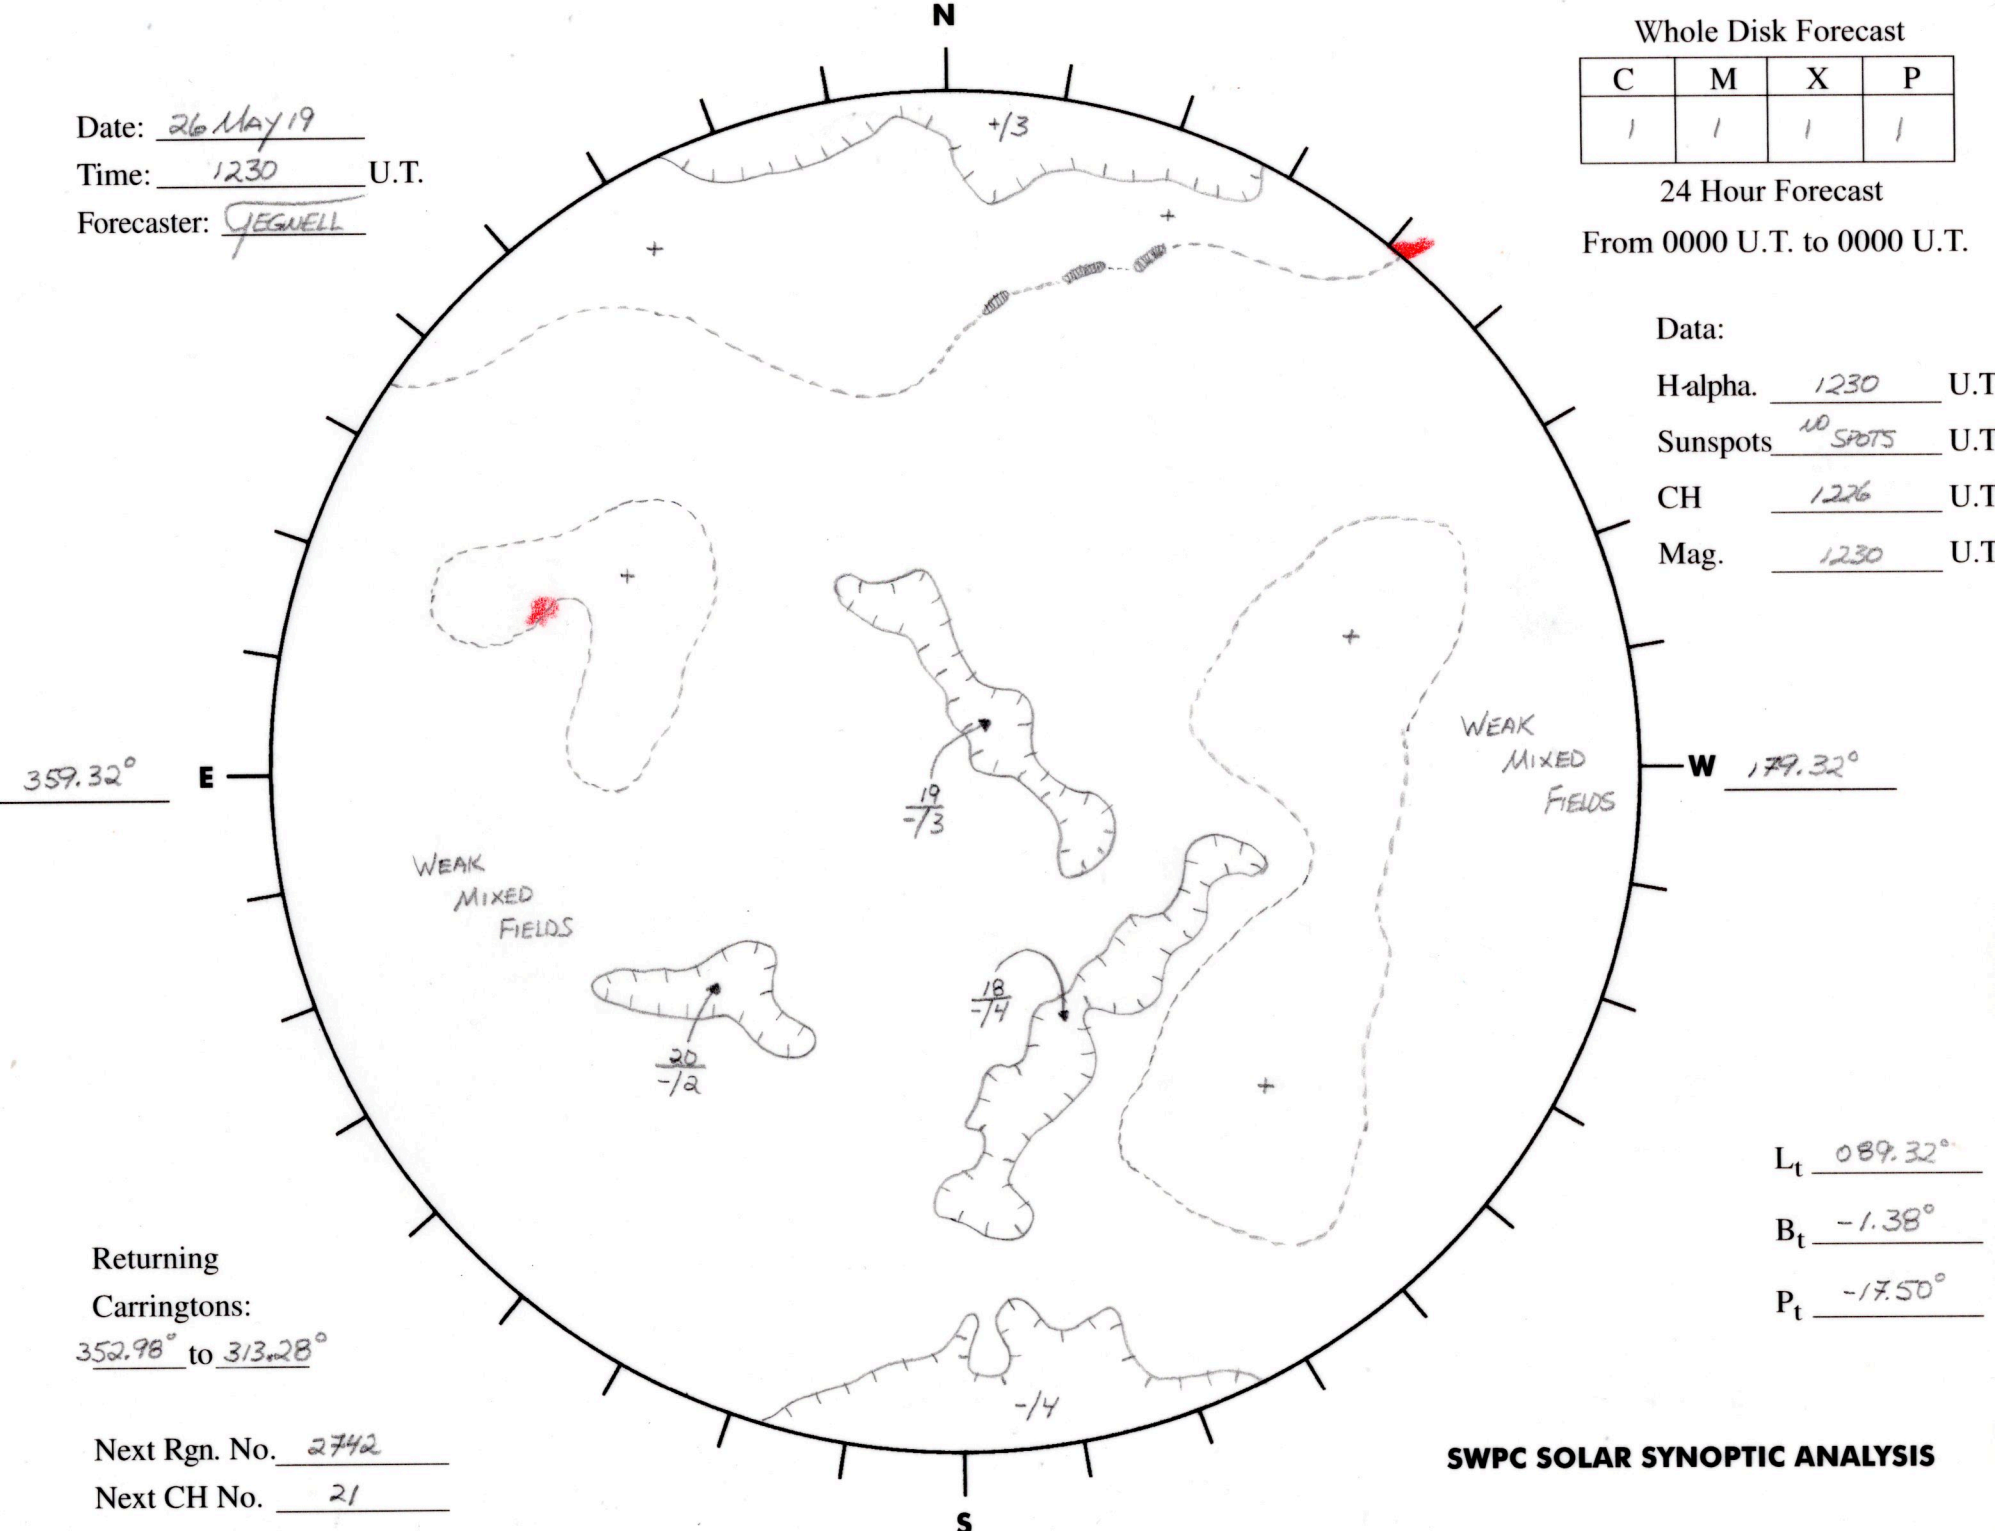 N
Whole Disk Forecast
C M X P
1 1 1 1
24 Hour Forecast
From 0000 U.T. to 0000 U.T.
Date: 26 MAY 19
Time: 1230 U.T.
Forecaster:
+/3
+
+
Data:
H-alpha. 1230 U.T
Sunspots NO SPOTS U.T
CH 1226 U.T
Mag. 1230 U.T
+
+
WEAK
MIXED
FIELDS
359.32° E
W 179.32°
19
-/3
WEAK
MIXED
FIELDS
18
-/4
20
-/2
+
Lt 089.32°
Bt -1.38°
Pt -17.50°
Returning
Carringtons:
352.98° to 313.28°
-/4
Next Rgn. No. 2742
Next CH No. 21
SWPC SOLAR SYNOPTIC ANALYSIS
S